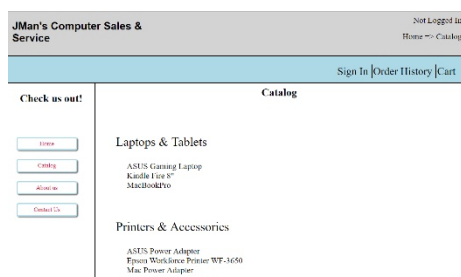 JMan's Computer Sales &
Service
Not Logged In
Home => Catalog
Sign In |Order History |Cart
Check us out!
Home
Catalog
About us
Contact Us
Catalog
Laptops & Tablets
ASUS Gaming Laptop
Kindle Fire 8"
MacBookPro
Printers & Accessories
ASUS Power Adapter
Epson Workforce Printer WF-3650
Mac Power Adapter